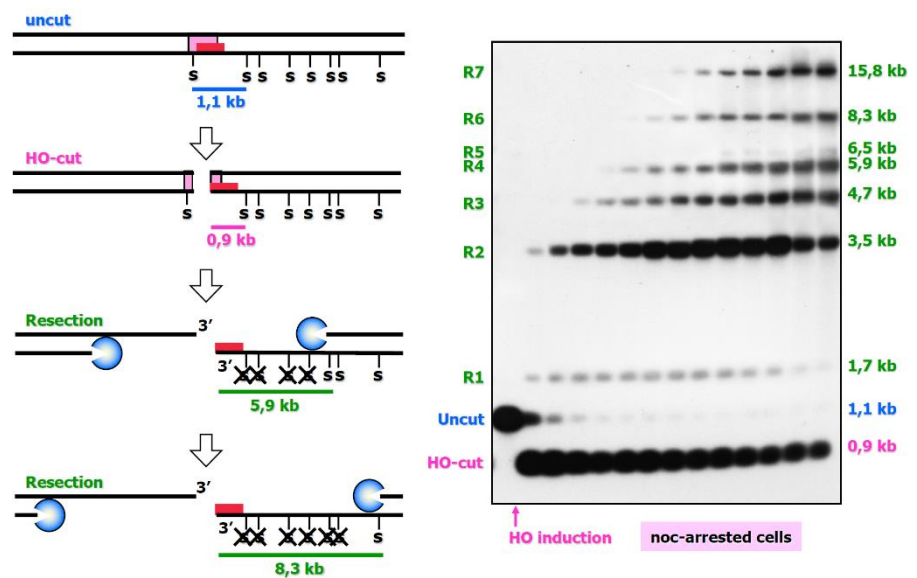 uncut
s s s s s s s s
1,1 kb
HO-cut
s s s s s s s s
0,9 kb
Resection
3’
3’ s s s s s s s
5,9 kb
Resection
3’
3’ s s s s s s s
8,3 kb
R7
R6
R5
R4
R3
R2
R1
Uncut
HO-cut
15,8 kb
8,3 kb
6,5 kb
5,9 kb
4,7 kb
3,5 kb
1,7 kb
1,1 kb
0,9 kb
HO induction
noc-arrested cells